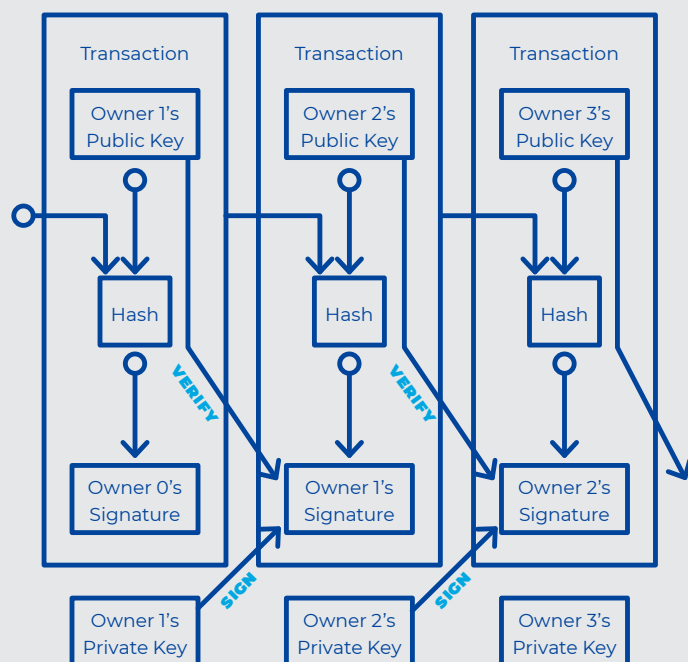 Transaction
Transaction
Transaction
Owner 1's
Public Key
Owner 2's
Public Key
Owner 3's
Public Key
Hash
Hash
Hash
VERIFY
VERIFY
Owner 0's
Signature
Owner 1's
Signature
Owner 2's
Signature
SIGN
SIGN
Owner 1's
Private Key
Owner 2's
Private Key
Owner 3's
Private Key